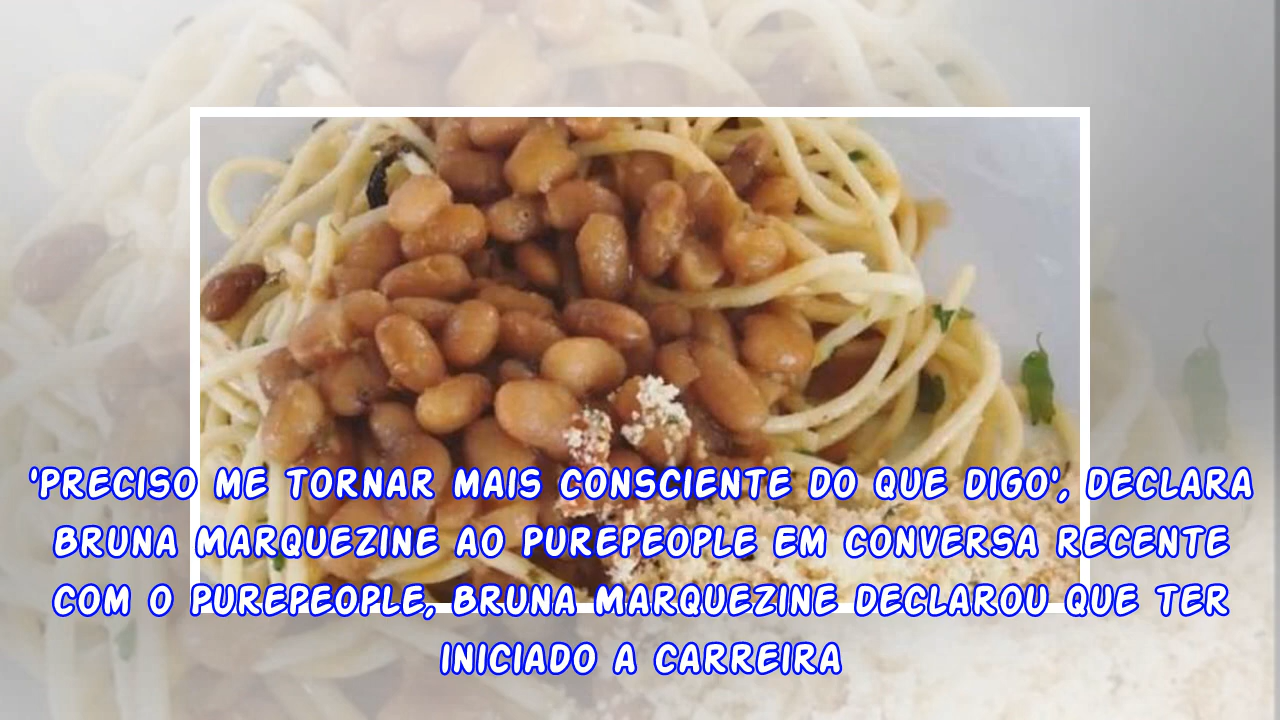 'PRECISO ME TORNAR MAIS CONSCIENTE DO QUE DIGO', DECLARA
BRUNA MARQUEZINE AO PUREPEOPLE EM CONVERSA RECENTE
COM O PUREPEOPLE, BRUNA MARQUEZINE DECLAROU QUE TER
INICIADO A CARREIRA